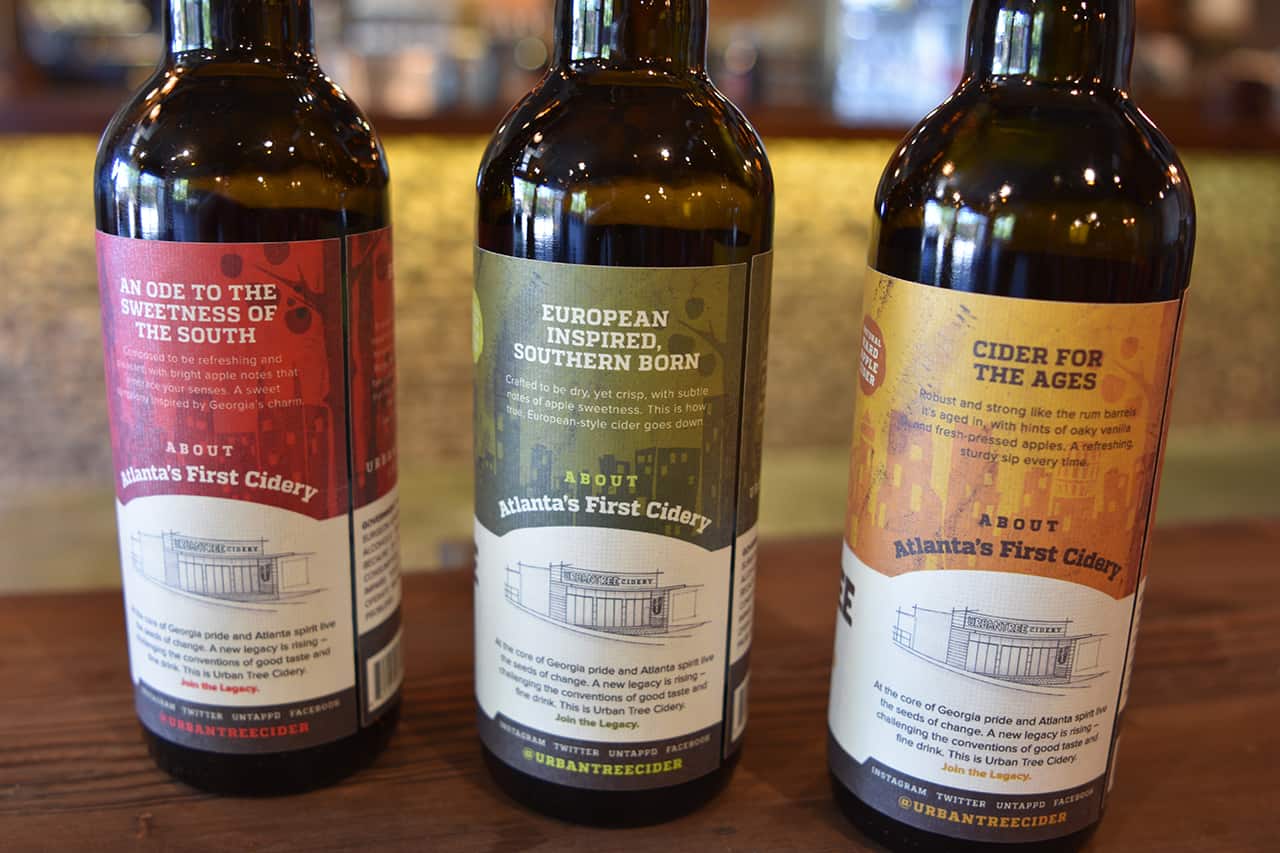 AN ODE TO THE
SWEETNESS OF
THE SOUTH
Composed to be refreshing and
with bright apple notes that
embrace your senses. A sweet
symphony inspired by Georgia's charm.
ABOUT
Atlanta's First Cidery
URBANTREE CIDERY
At the core of Georgia pride and Atlanta spirit live
the seeds of change. A new legacy is rising –
challenging the conventions of good taste and
fine drink. This is Urban Tree Cidery.
Join the Legacy.
INSTAGRAM TWITTER UNTAPPD FACEBOOK
@URBANTREECIDER
EUROPEAN
INSPIRED,
SOUTHERN BORN
Crafted to be dry, yet crisp, with subtle
notes of apple sweetness. This is how
true, European-style cider goes down.
ABOUT
Atlanta's First Cidery
URBANTREE CIDERY
At the core of Georgia pride and Atlanta spirit live
the seeds of change. A new legacy is rising –
challenging the conventions of good taste and
fine drink. This is Urban Tree Cidery.
Join the Legacy.
INSTAGRAM TWITTER UNTAPPD FACEBOOK
@URBANTREECIDER
CIDER FOR
THE AGES
Robust and strong like the rum barrels
it's aged in, with hints of oaky vanilla
and fresh-pressed apples. A refreshing,
sturdy sip every time.
ABOUT
Atlanta's First Cidery
URBANTREE CIDERY
At the core of Georgia pride and Atlanta spirit live
the seeds of change. A new legacy is rising –
challenging the conventions of good taste and
fine drink. This is Urban Tree Cidery.
Join the Legacy.
INSTAGRAM TWITTER UNTAPPD FACEBOOK
@URBANTREECIDER